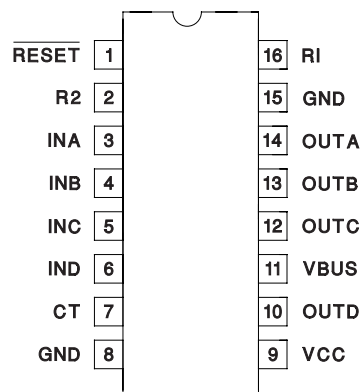 RESET 1 16 RI
R2 2 15 GND
INA 3 14 OUTA
INB 4 13 OUTB
INC 5 12 OUTC
IND 6 11 VBUS
CT 7 10 OUTD
GND 8 9 VCC